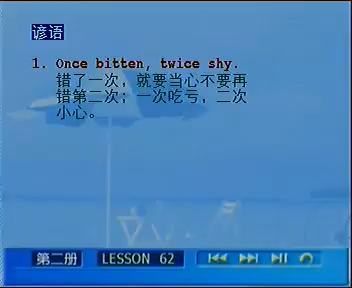 谚语
1. Once bitten, twice shy.
错了一次，就要当心不要再
错第二次；一次吃亏，二次
小心。
第二册 LESSON 62